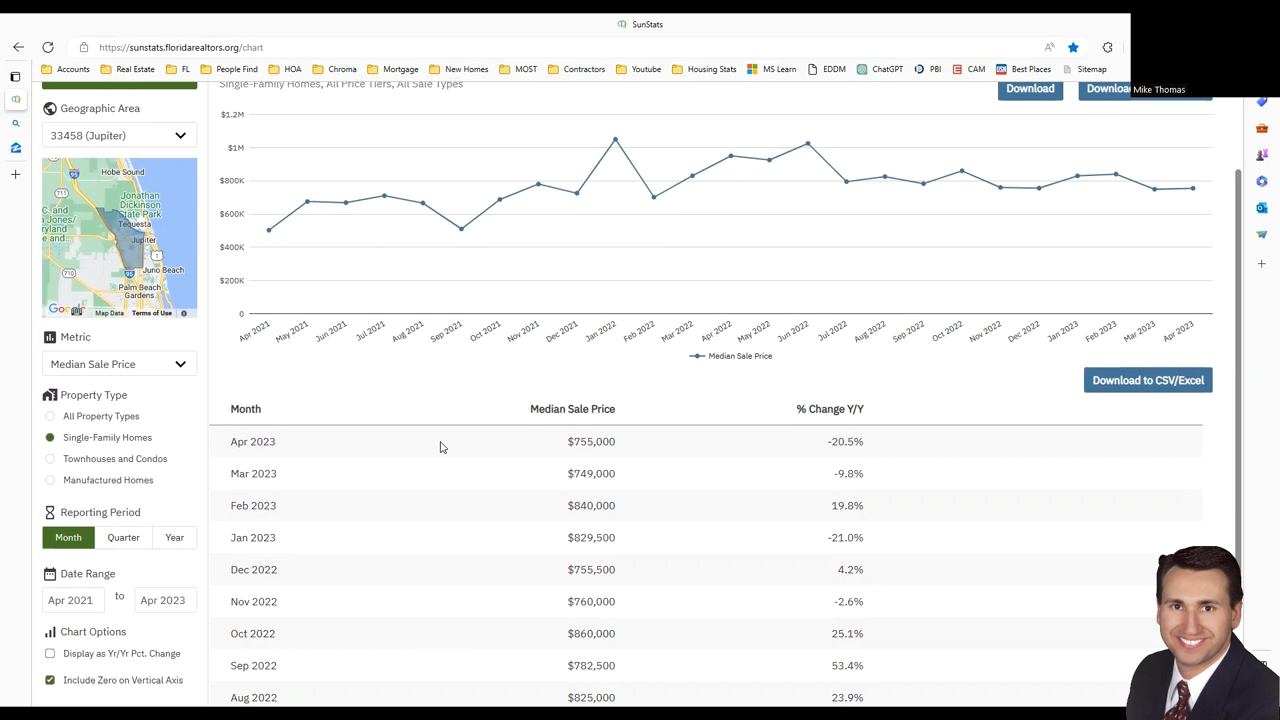 SunStats
https://sunstats.floridarealtors.org/chart
Accounts Real Estate FL People Find HOA Chroma Mortgage New Homes MOST Contractors Youtube Housing Stats MS Learn EDDM ChatGPT PBI CAM Best Places Sitemap
Mike Thomas
Single-Family Homes, All Price Tiers, All Sale Types
Download
Geographic Area
33458 (Jupiter)
Hobe Sound
95
711
Jonathan
Dickinson
State Park
Tequesta
C. and
a Jones/
ryland
and...
Jupiter
1
710
Juno Beach
95
Palm Beach
Gardens
Google
Map Data
Terms of Use
Metric
Median Sale Price
Property Type
All Property Types
Single-Family Homes
Townhouses and Condos
Manufactured Homes
Reporting Period
Month Quarter Year
Date Range
Apr 2021 to Apr 2023
Chart Options
Display as Yr/Yr Pct. Change
Include Zero on Vertical Axis
$1.2M
$1M
$800K
$600K
$400K
$200K
0
Apr 2021 May 2021 Jun 2021 Jul 2021 Aug 2021 Sep 2021 Oct 2021 Nov 2021 Dec 2021 Jan 2022 Feb 2022 Mar 2022 Apr 2022 May 2022 Jun 2022 Jul 2022 Aug 2022 Sep 2022 Oct 2022 Nov 2022 Dec 2022 Jan 2023 Feb 2023 Mar 2023 Apr 2023
Median Sale Price
Download to CSV/Excel
Month Median Sale Price % Change Y/Y
Apr 2023 $755,000 -20.5%
Mar 2023 $749,000 -9.8%
Feb 2023 $840,000 19.8%
Jan 2023 $829,500 -21.0%
Dec 2022 $755,500 4.2%
Nov 2022 $760,000 -2.6%
Oct 2022 $860,000 25.1%
Sep 2022 $782,500 53.4%
Aug 2022 $825,000 23.9%